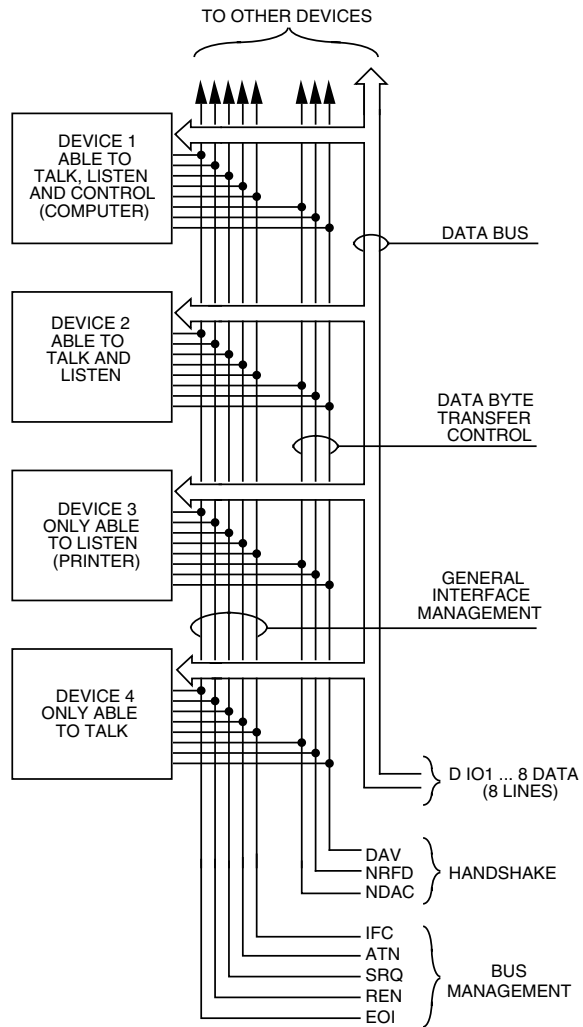 TO OTHER DEVICES
DEVICE 1
ABLE TO
TALK, LISTEN
AND CONTROL
(COMPUTER)
DATA BUS
DEVICE 2
ABLE TO
TALK AND
LISTEN
DATA BYTE
TRANSFER
CONTROL
DEVICE 3
ONLY ABLE
TO LISTEN
(PRINTER)
GENERAL
INTERFACE
MANAGEMENT
DEVICE 4
ONLY ABLE
TO TALK
D IO1 ... 8 DATA
(8 LINES)
DAV
NRFD
NDAC
HANDSHAKE
IFC
ATN
SRQ
REN
EOI
BUS
MANAGEMENT